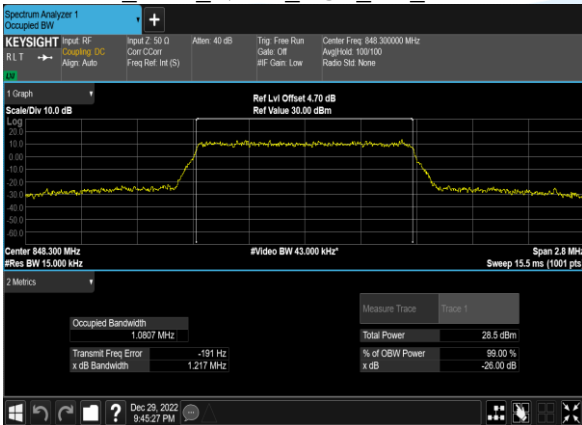 Spectrum Analyzer 1
Occupied BW
+
KEYSIGHT
RLT
LU
Input: RF
Coupling: DC
Align: Auto
Input Z: 50 Ω
Corr CCorr
Freq Ref: Int (S)
Atten: 40 dB
Trig: Free Run
Gate: Off
#IF Gain: Low
Center Freq: 848.300000 MHz
Avg|Hold: 100/100
Radio Std: None
1 Graph
Scale/Div 10.0 dB
Ref Lvl Offset 4.70 dB
Ref Value 30.00 dBm
Log
20.0
10.0
0.00
-10.0
-20.0
-30.0
-40.0
-50.0
-60.0
Center 848.300 MHz
#Res BW 15.000 kHz
#Video BW 43.000 kHz*
Span 2.8 MHz
Sweep 15.5 ms (1001 pts
2 Metrics
Measure Trace
Trace 1
Occupied Bandwidth
1.0807 MHz
Total Power
28.5 dBm
Transmit Freq Error
-191 Hz
% of OBW Power
99.00 %
x dB Bandwidth
1.217 MHz
x dB
-26.00 dB
?
Dec 29, 2022
9:45:27 PM